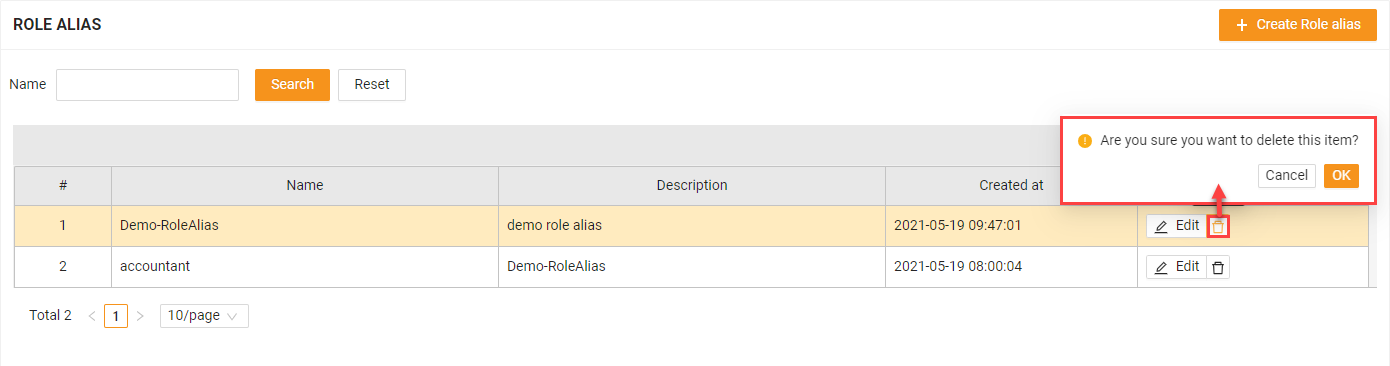 ROLE ALIAS
+ Create Role alias
Name Search Reset
! Are you sure you want to delete this item?
Cancel OK
# Name Description Created at
1 Demo-RoleAlias demo role alias 2021-05-19 09:47:01 Edit
2 accountant Demo-RoleAlias 2021-05-19 08:00:04 Edit
Total 2 < 1 > 10/page